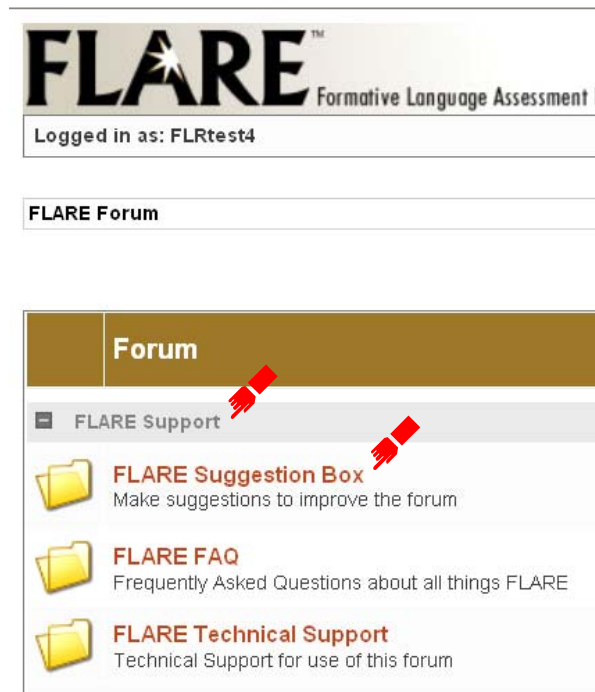 FLARE™
Formative Language Assessment
Logged in as: FLRtest4
FLARE Forum
Forum
FLARE Support
FLARE Suggestion Box
Make suggestions to improve the forum
FLARE FAQ
Frequently Asked Questions about all things FLARE
FLARE Technical Support
Technical Support for use of this forum